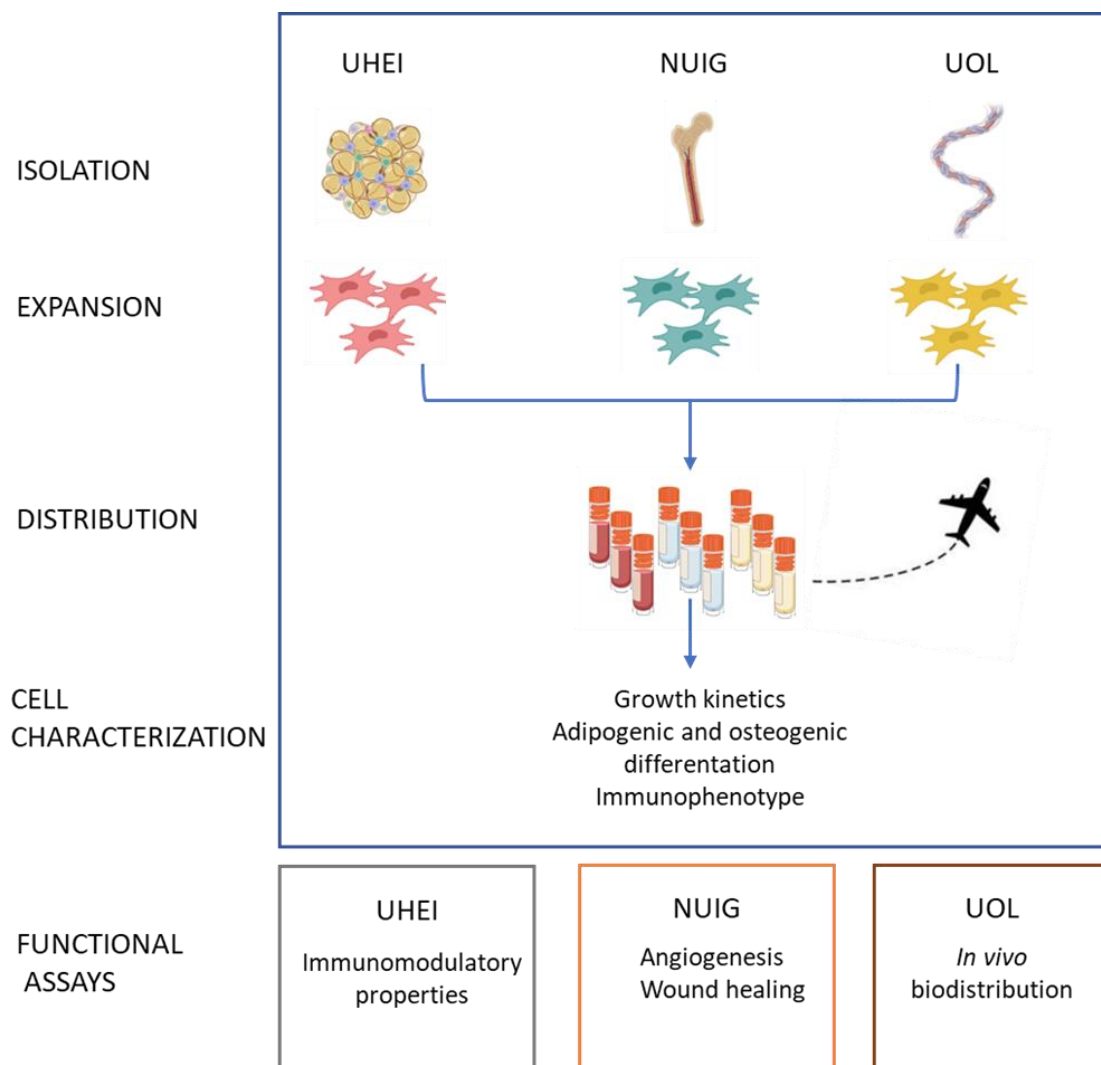 UHEI
NUIG
UOL
ISOLATION
EXPANSION
DISTRIBUTION
CELL
CHARACTERIZATION
Growth kinetics
Adipogenic and osteogenic
differentation
Immunophenotype
FUNCTIONAL
ASSAYS
UHEI
Immunomodulatory
properties
NUIG
Angiogenesis
Wound healing
UOL
In vivo
biodistribution